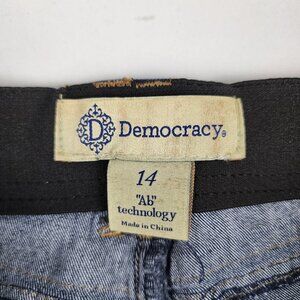 D Democracy®
14
"Ab"
technology
Made in China